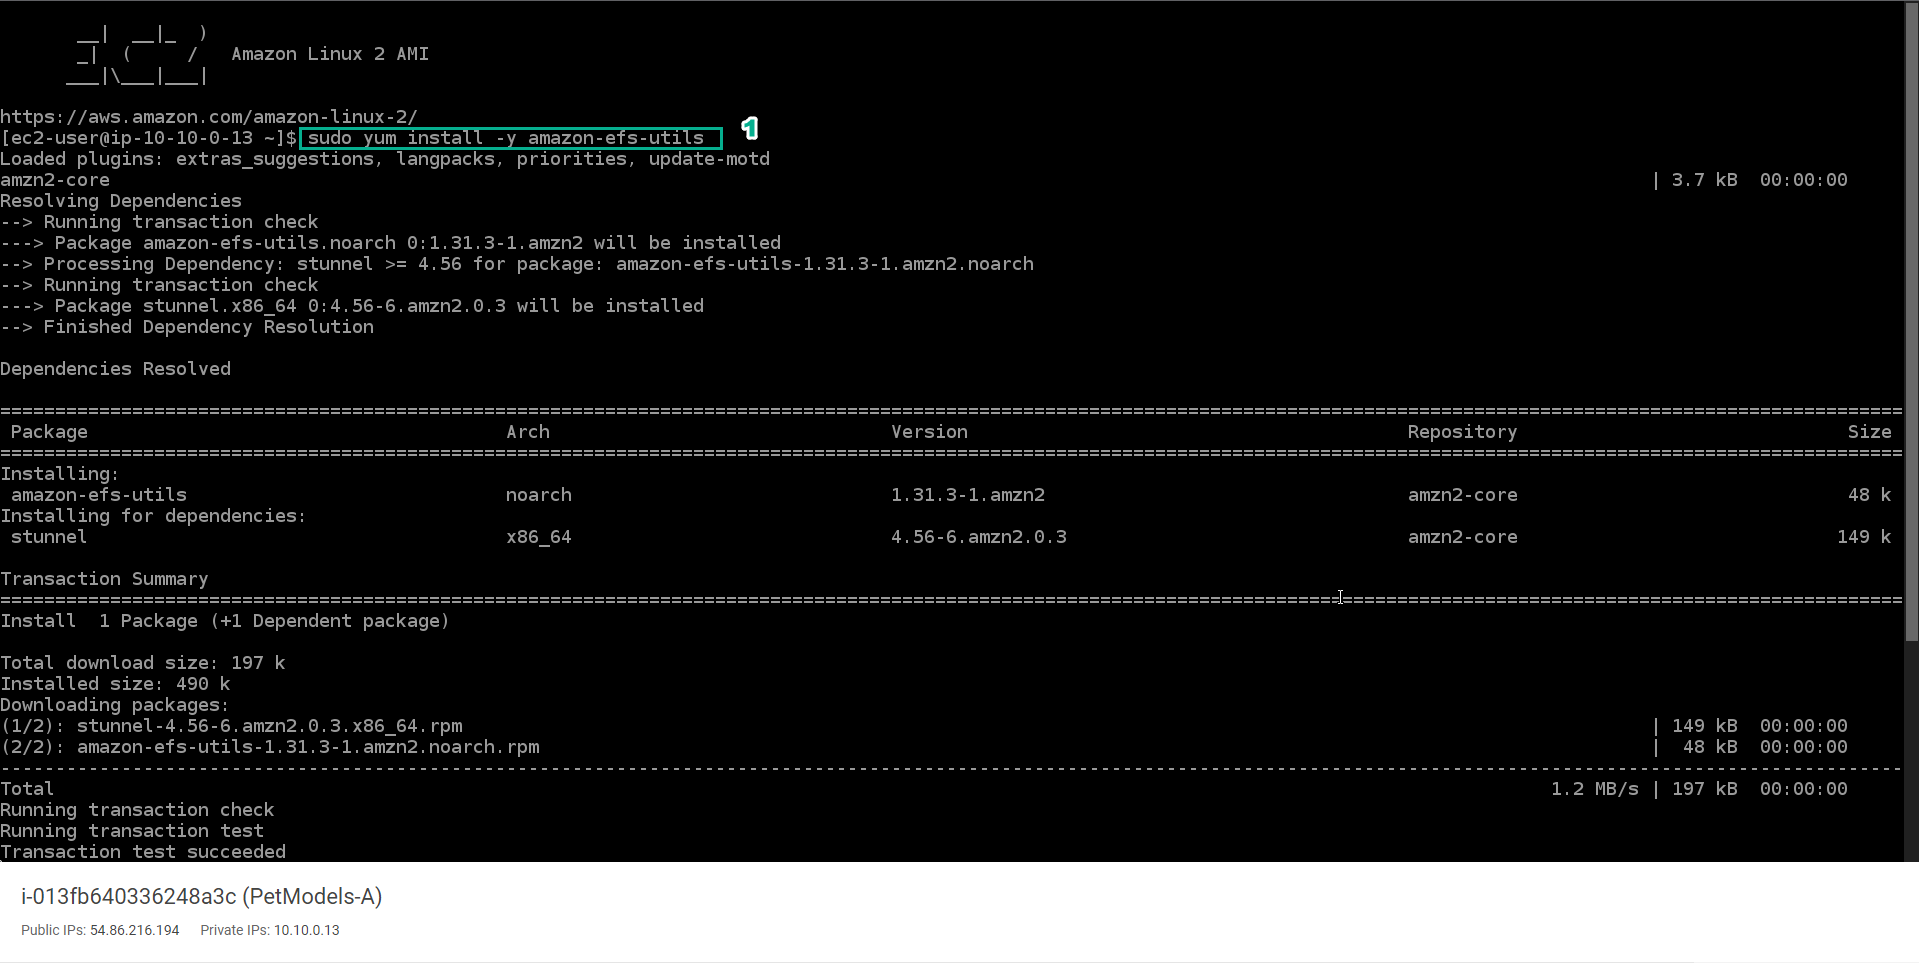 __|  __|_  )
_|  (     /   Amazon Linux 2 AMI
___|\___|___|
https://aws.amazon.com/amazon-linux-2/
[ec2-user@ip-10-10-0-13 ~]$ sudo yum install -y amazon-efs-utils 1
Loaded plugins: extras_suggestions, langpacks, priorities, update-motd
amzn2-core | 3.7 kB 00:00:00
Resolving Dependencies
--> Running transaction check
---> Package amazon-efs-utils.noarch 0:1.31.3-1.amzn2 will be installed
--> Processing Dependency: stunnel >= 4.56 for package: amazon-efs-utils-1.31.3-1.amzn2.noarch
--> Running transaction check
---> Package stunnel.x86_64 0:4.56-6.amzn2.0.3 will be installed
--> Finished Dependency Resolution
Dependencies Resolved
Package Arch Version Repository Size
Installing:
amazon-efs-utils noarch 1.31.3-1.amzn2 amzn2-core 48 k
Installing for dependencies:
stunnel x86_64 4.56-6.amzn2.0.3 amzn2-core 149 k
Transaction Summary
Install  1 Package (+1 Dependent package)
Total download size: 197 k
Installed size: 490 k
Downloading packages:
(1/2): stunnel-4.56-6.amzn2.0.3.x86_64.rpm | 149 kB 00:00:00
(2/2): amazon-efs-utils-1.31.3-1.amzn2.noarch.rpm | 48 kB 00:00:00
Total 1.2 MB/s | 197 kB 00:00:00
Running transaction check
Running transaction test
Transaction test succeeded
i-013fb640336248a3c (PetModels-A)
Public IPs: 54.86.216.194 Private IPs: 10.10.0.13